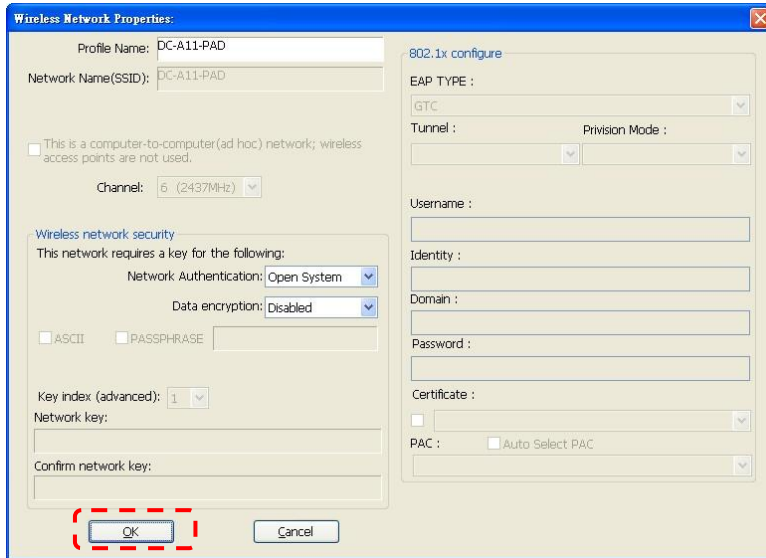 Wireless Network Properties:
Profile Name: DC-A11-PAD
Network Name(SSID): DC-A11-PAD
This is a computer-to-computer(ad hoc) network; wireless
access points are not used.
Channel: 6 (2437MHz)
Wireless network security
This network requires a key for the following:
Network Authentication: Open System
Data encryption: Disabled
ASCII PASSPHRASE
Key index (advanced): 1
Network key:
Confirm network key:
OK Cancel
802.1x configure
EAP TYPE :
GTC
Tunnel : Privision Mode :
Username :
Identity :
Domain :
Password :
Certificate :
PAC : Auto Select PAC